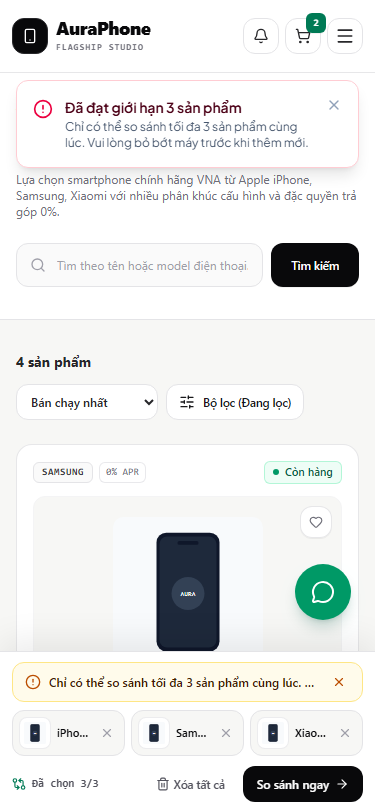 AuraPhone
FLAGSHIP STUDIO
2
Đã đạt giới hạn 3 sản phẩm
Chỉ có thể so sánh tối đa 3 sản phẩm cùng
lúc. Vui lòng bỏ bớt máy trước khi thêm mới.
Lựa chọn smartphone chính hãng VNA từ Apple iPhone,
Samsung, Xiaomi với nhiều phân khúc cấu hình và đặc quyền trả
góp 0%.
Tìm theo tên hoặc model điện thoại.
Tìm kiếm
4 sản phẩm
Bán chạy nhất
Bộ lọc (Đang lọc)
SAMSUNG
0% APR
Còn hàng
AURA
Chỉ có thể so sánh tối đa 3 sản phẩm cùng lúc. ...
iPho...
Sam...
Xiao...
Đã chọn 3/3
Xóa tất cả
So sánh ngay